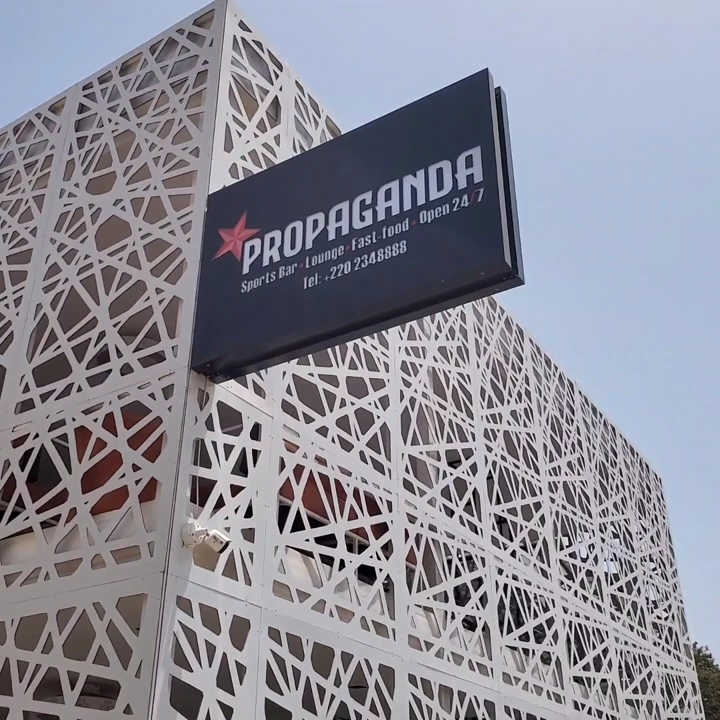 PROPAGANDA
Sports Bar • Lounge • Fast-food • Open 24/7
Tel: +220 2348888